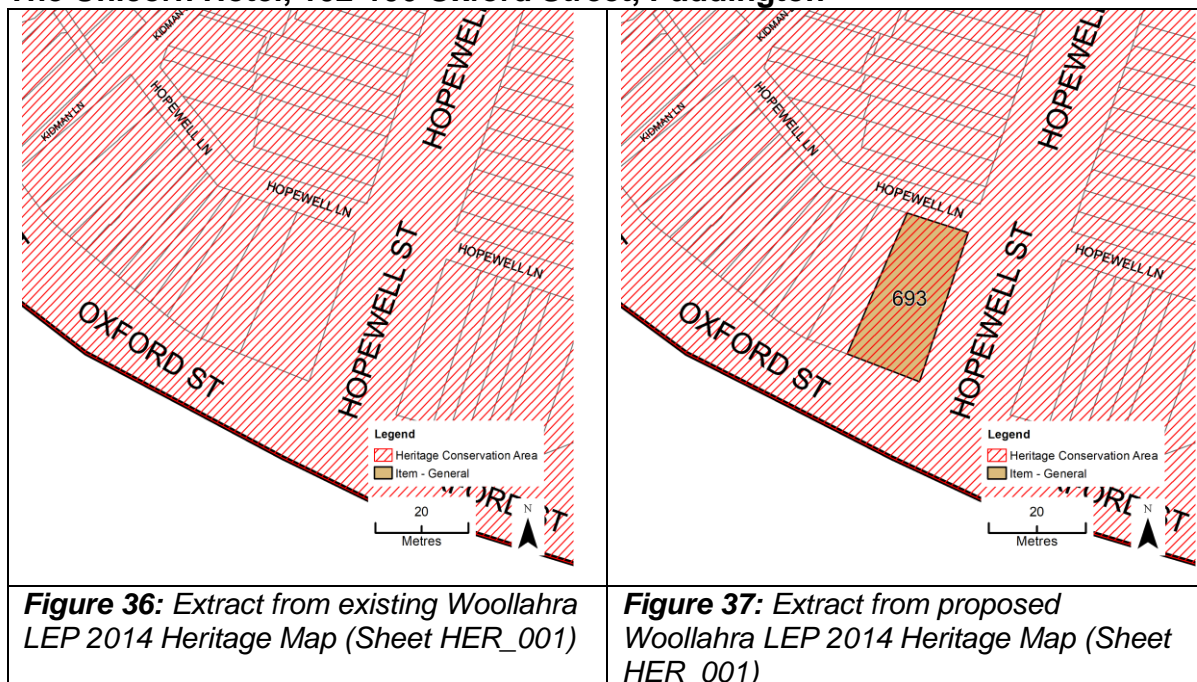 The Unicorn Hotel, 102-106 Oxford Street, Paddington
KIDMAN LN
HOPEWELL
HOPEWELL LN
KIDMAN LN
HOPEWELL LN
HOPEWELL LN
HOPEWELL ST
OXFORD ST
Legend
Heritage Conservation Area
Item - General
20
Metres
N
KIDMAN LN
HOPEWELL
HOPEWELL LN
KIDMAN LN
HOPEWELL LN
HOPEWELL LN
693
HOPEWELL ST
OXFORD ST
Legend
Heritage Conservation Area
Item - General
20
Metres
N
Figure 36: Extract from existing Woollahra
LEP 2014 Heritage Map (Sheet HER_001)
Figure 37: Extract from proposed
Woollahra LEP 2014 Heritage Map (Sheet
HER_001)